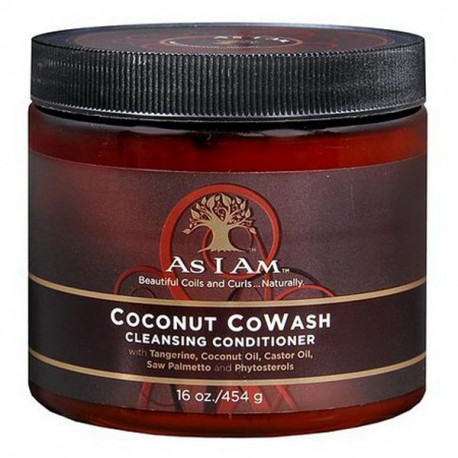 As I Am™
Beautiful Coils and Curls... Naturally.
Coconut CoWash
CLEANSING CONDITIONER
with Tangerine, Coconut Oil, Castor Oil,
Saw Palmetto and Phytosterols
16 oz./454 g